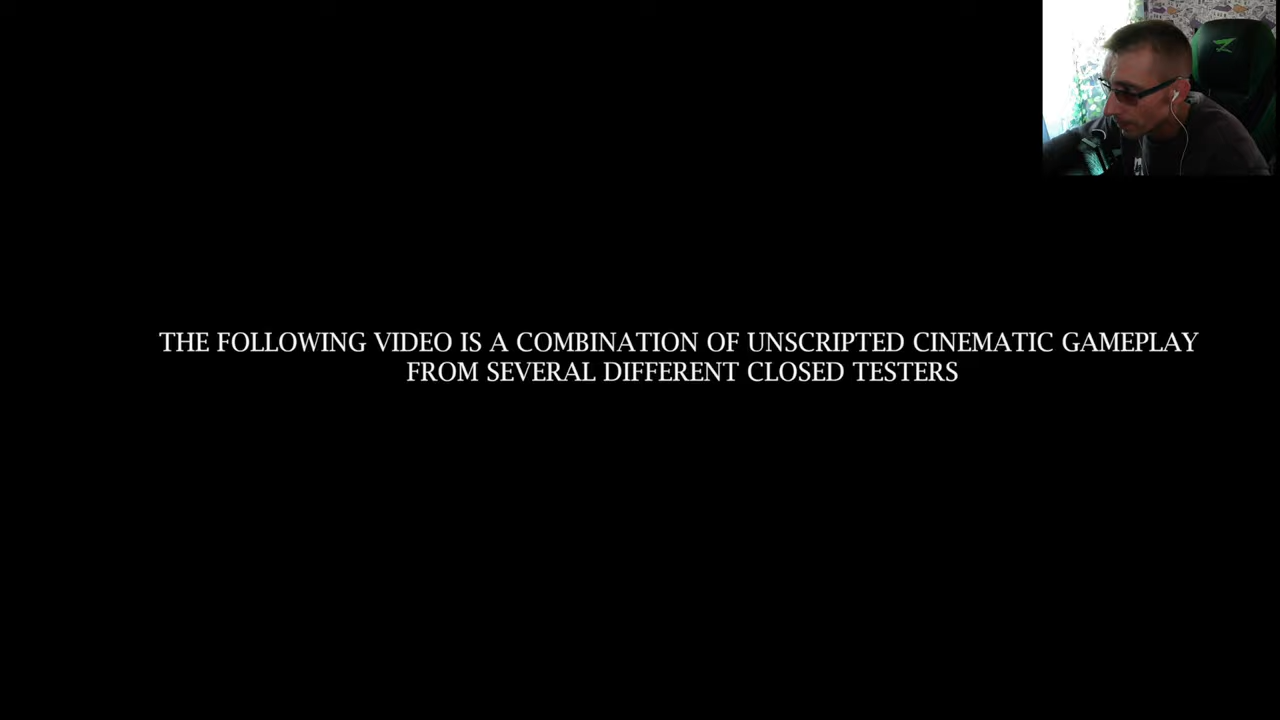 THE FOLLOWING VIDEO IS A COMBINATION OF UNSCRIPTED CINEMATIC GAMEPLAY
FROM SEVERAL DIFFERENT CLOSED TESTERS